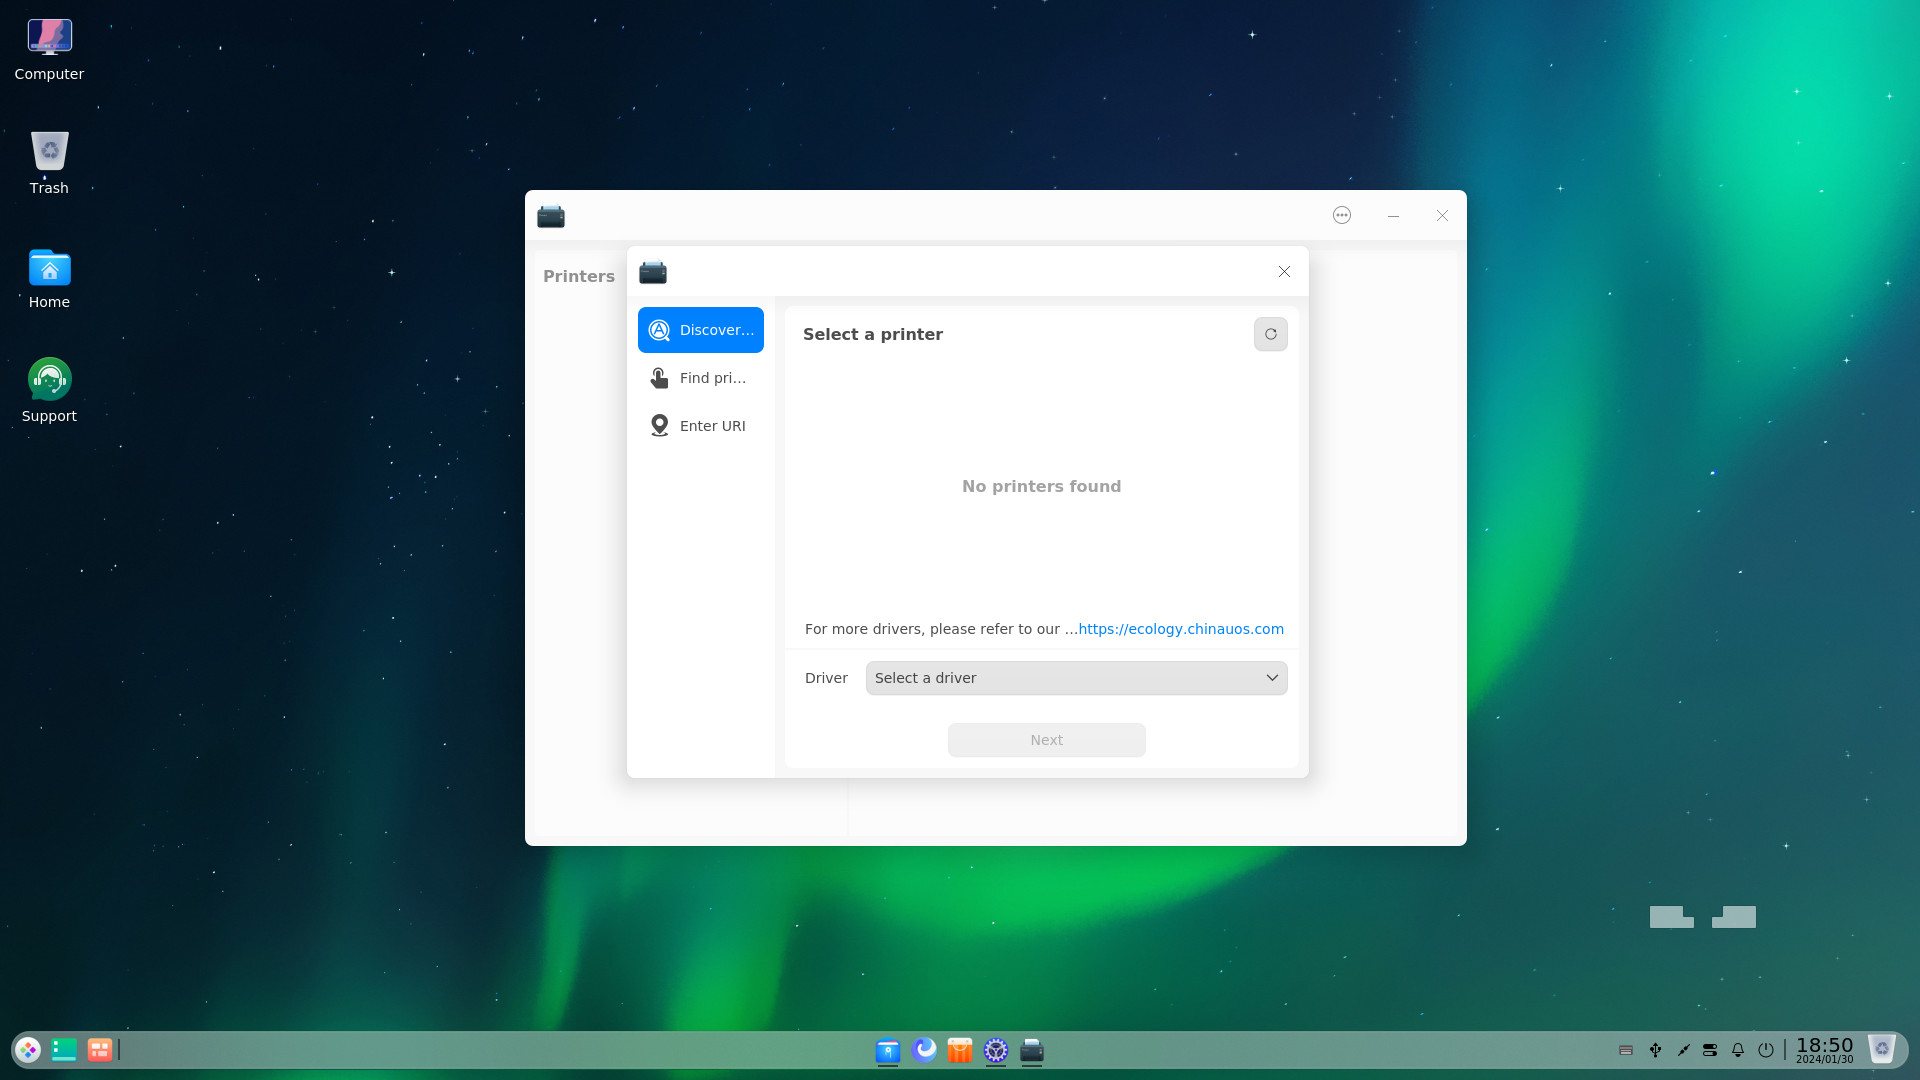 Computer
Trash
Home
Support
Printers
Discover...
Find pri...
Enter URI
Select a printer
No printers found
For more drivers, please refer to our ...https://ecology.chinauos.com
Driver
Select a driver
Next
18:50
2024/01/30